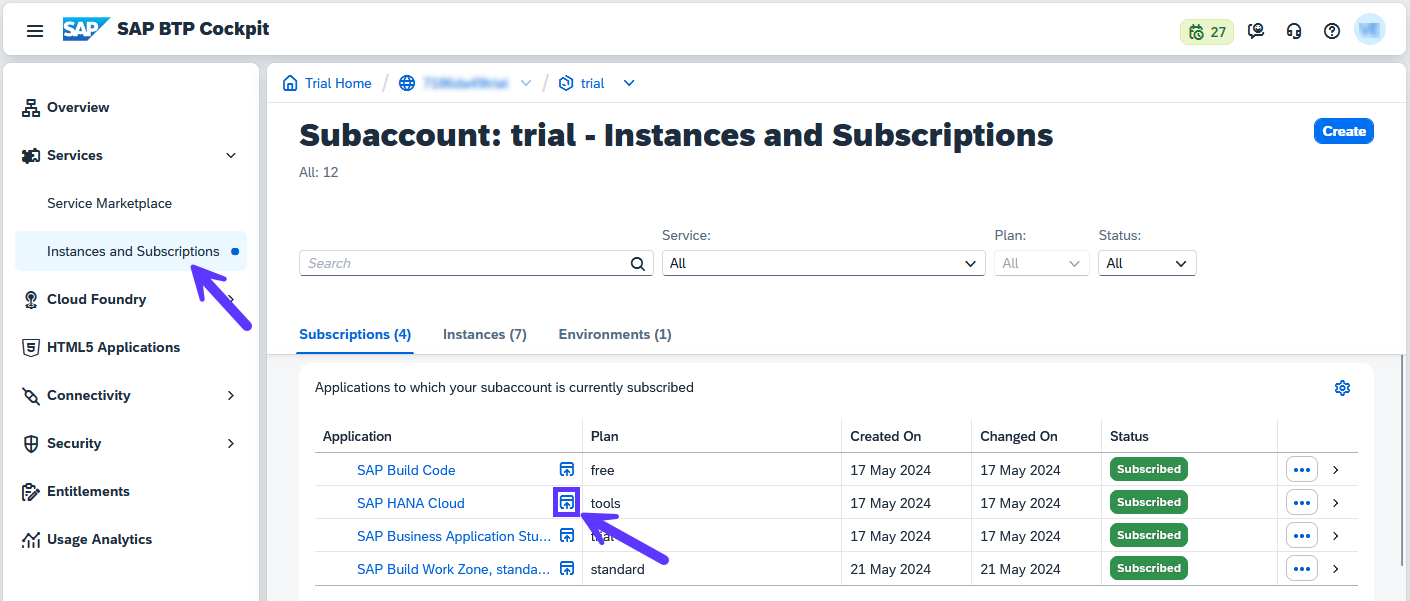 SAP SAP BTP Cockpit
27
Overview
Services
Service Marketplace
Instances and Subscriptions
Cloud Foundry
HTML5 Applications
Connectivity
Security
Entitlements
Usage Analytics
Trial Home / / trial
Subaccount: trial - Instances and Subscriptions
Create
All: 12
Service: Plan: Status:
Search All All All
Subscriptions (4) Instances (7) Environments (1)
Applications to which your subaccount is currently subscribed
Application Plan Created On Changed On Status
SAP Build Code free 17 May 2024 17 May 2024 Subscribed
SAP HANA Cloud tools 17 May 2024 17 May 2024 Subscribed
SAP Business Application Stu... trial 17 May 2024 17 May 2024 Subscribed
SAP Build Work Zone, standa... standard 21 May 2024 21 May 2024 Subscribed